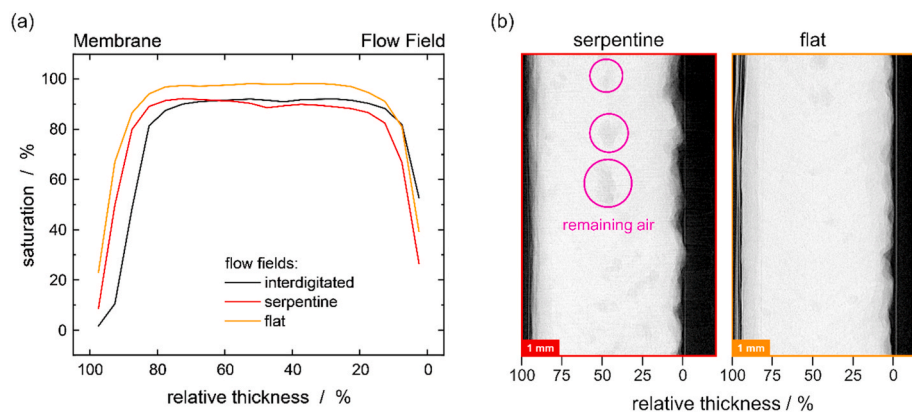 (a)
Membrane
Flow Field
100
80
60
40
20
0
saturation / %
flow fields:
interdigitated
serpentine
flat
100
80
60
40
20
0
relative thickness / %
(b)
serpentine
flat
remaining air
1 mm
1 mm
100
75
50
25
0
100
75
50
25
0
relative thickness / %